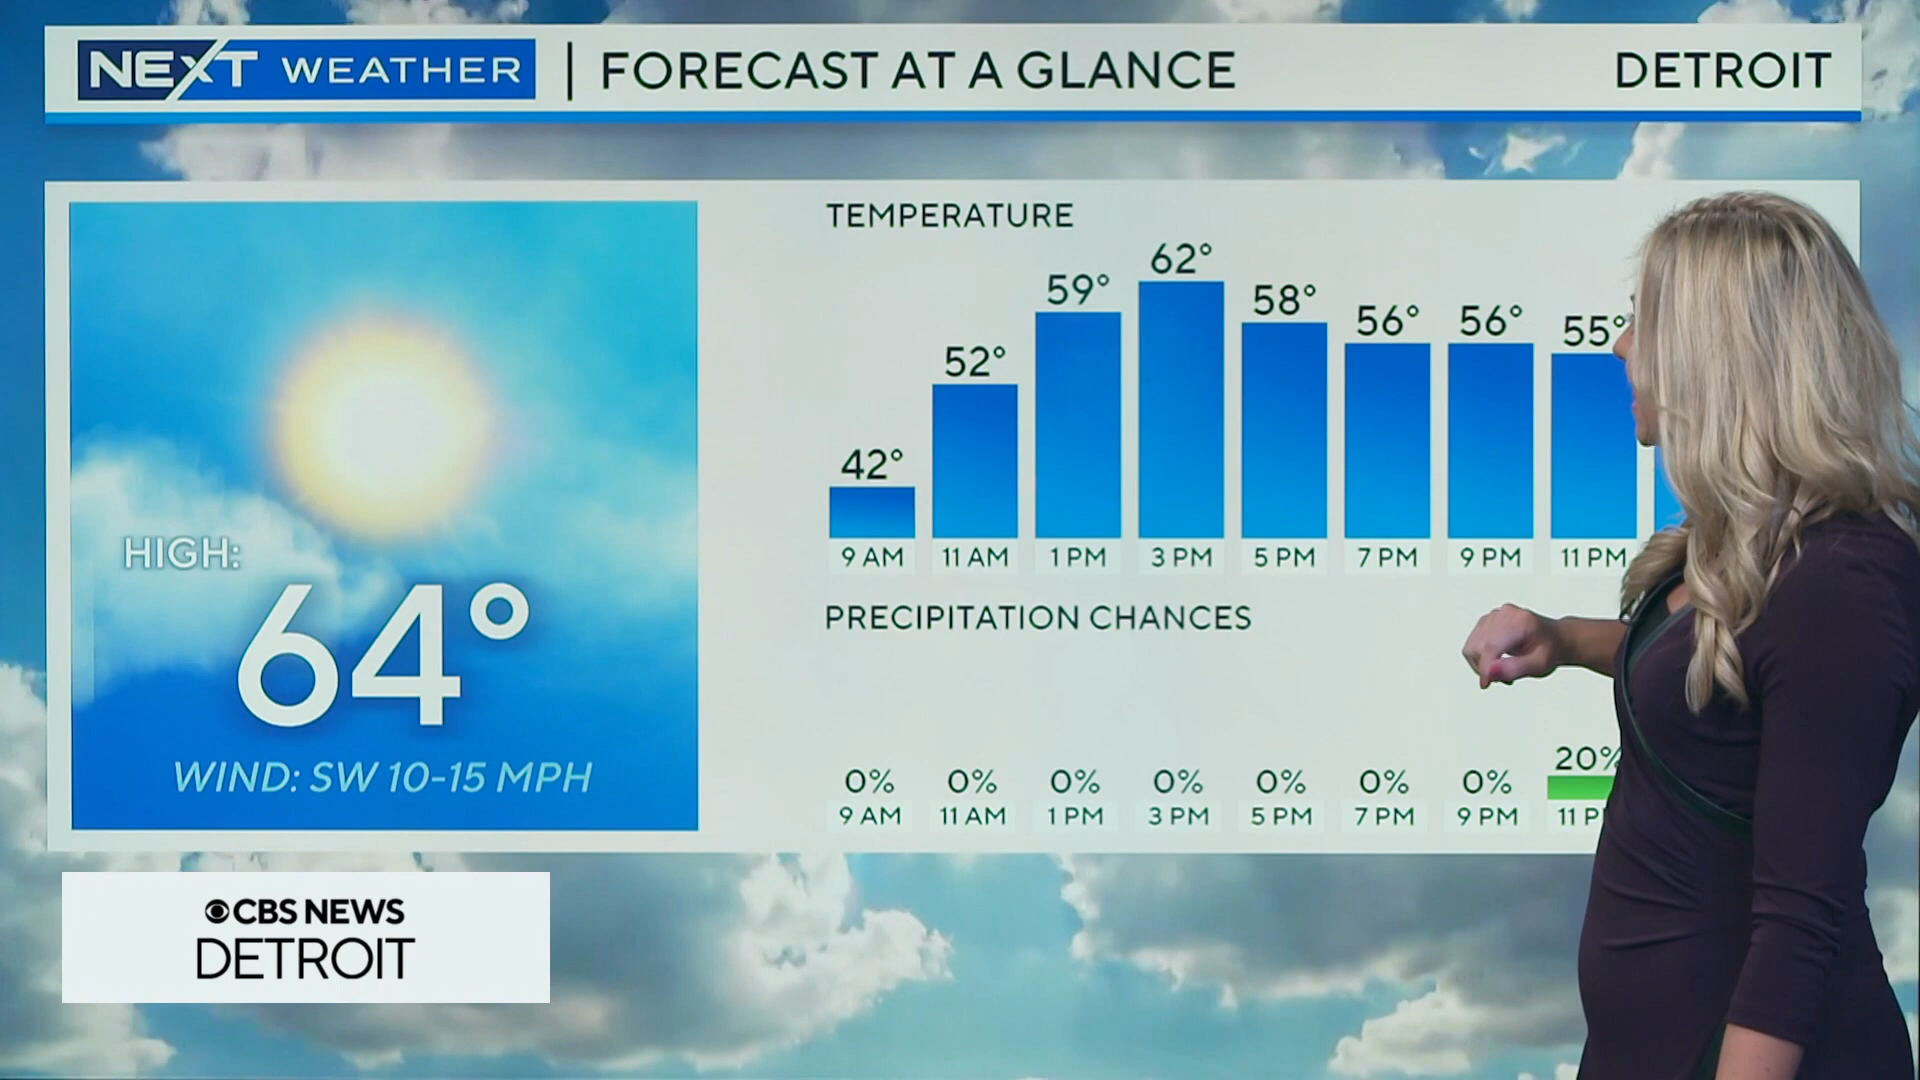 NEXT WEATHER | FORECAST AT A GLANCE DETROIT
HIGH:
64°
WIND: SW 10-15 MPH
TEMPERATURE
42° 52° 59° 62° 58° 56° 56° 55°
9 AM 11 AM 1 PM 3 PM 5 PM 7 PM 9 PM 11 PM
PRECIPITATION CHANCES
0% 0% 0% 0% 0% 0% 0% 20%
9 AM 11 AM 1 PM 3 PM 5 PM 7 PM 9 PM 11 P
CBS NEWS
DETROIT